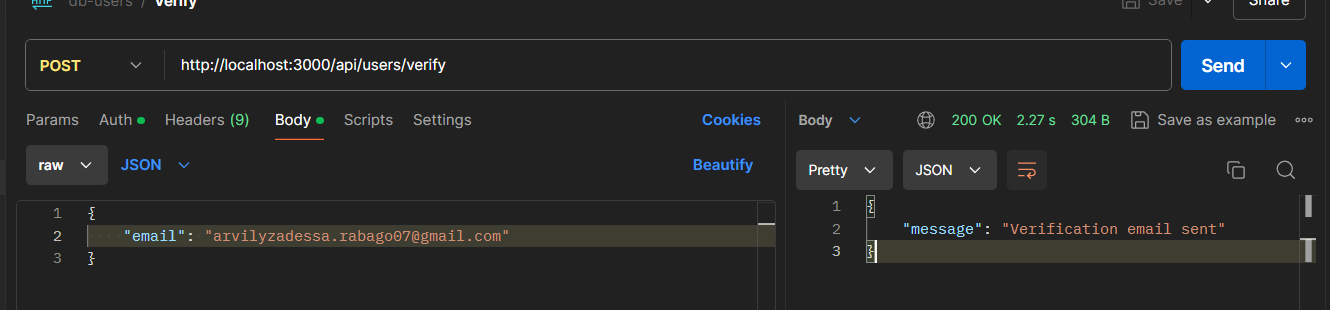 HTTP db-users / Verify Save Share
POST http://localhost:3000/api/users/verify Send
Params Auth Headers (9) Body Scripts Settings Cookies
Body 200 OK 2.27 s 304 B Save as example
raw JSON Beautify
Pretty JSON
1 {
2 "email": "arvilyzadessa.rabago07@gmail.com"
3 }
1 {
2 "message": "Verification email sent"
3 }